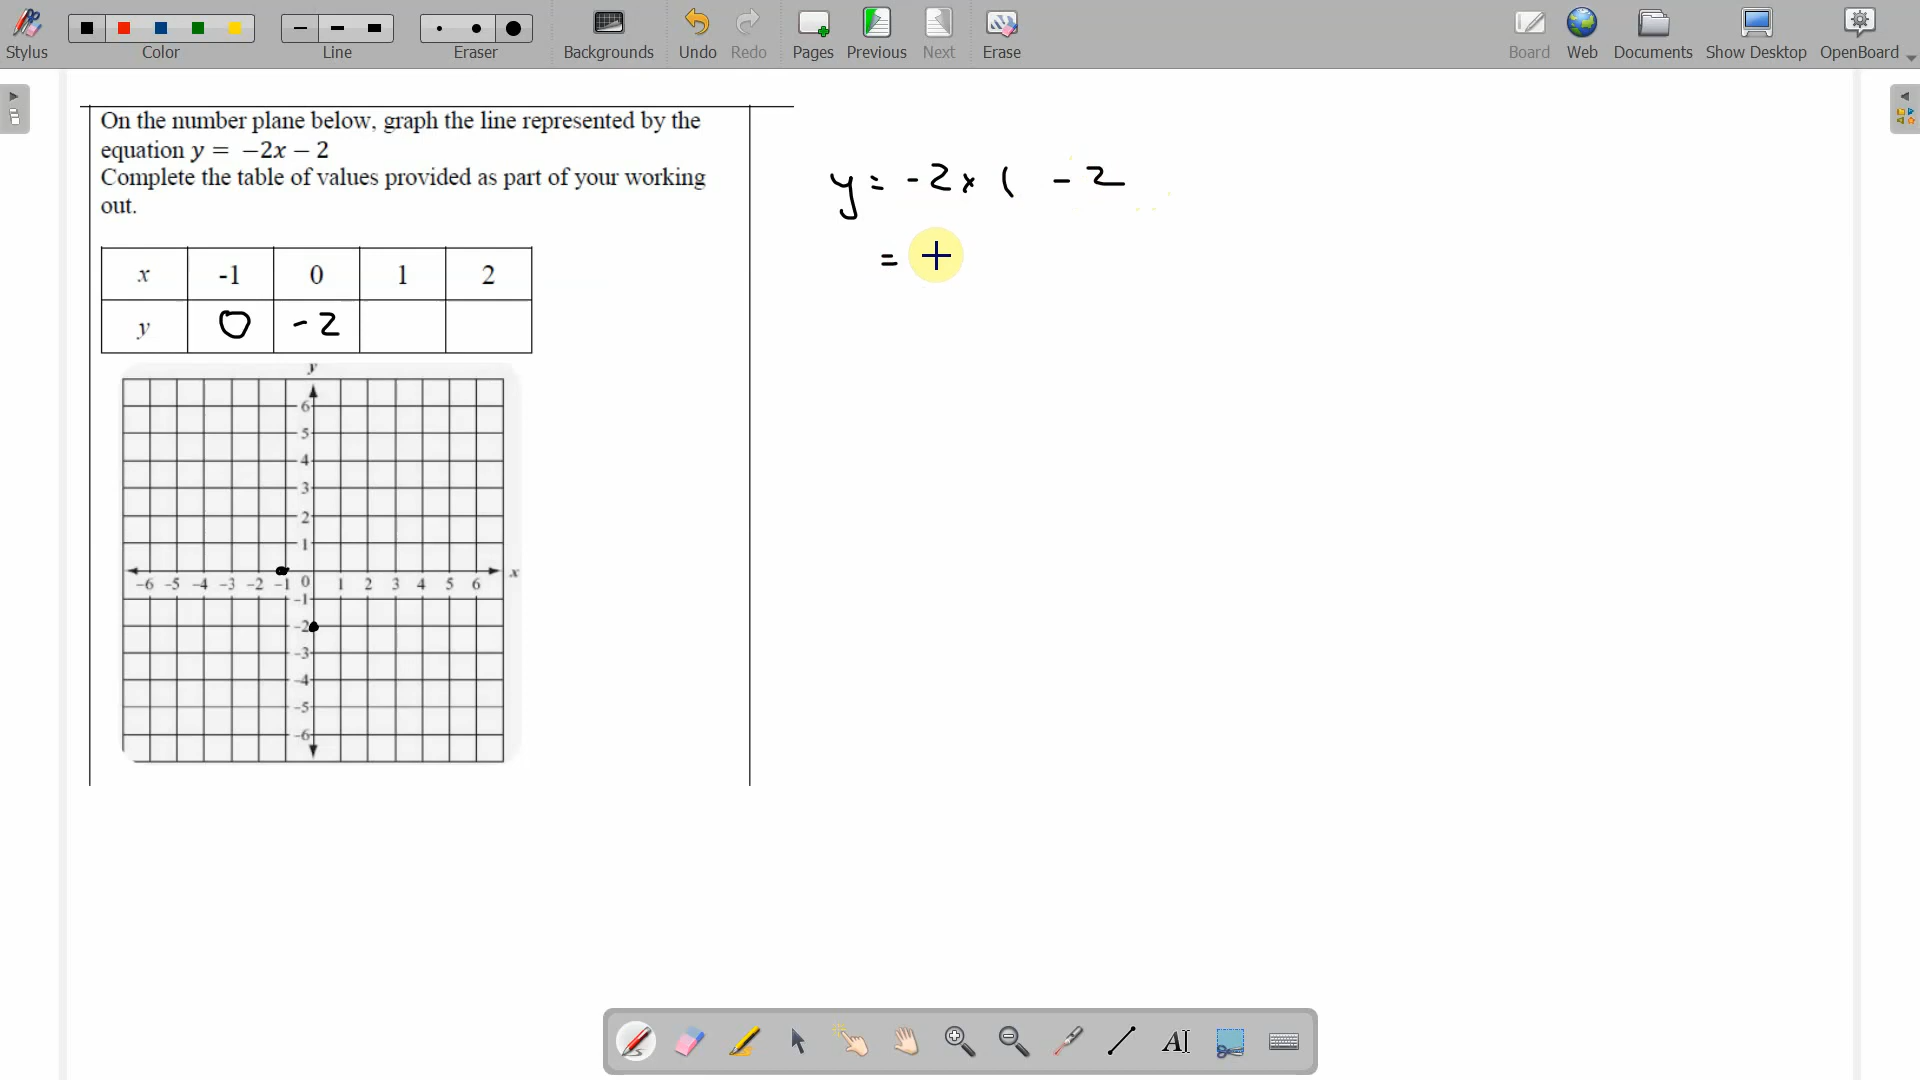 Stylus Color Line Eraser Backgrounds Undo Redo Pages Previous Next Erase Board Web Documents Show Desktop OpenBoard
On the number plane below, graph the line represented by the
equation y = −2x − 2
Complete the table of values provided as part of your working
out.
x -1 0 1 2
y 0 -2
y = -2 × ( -2
=
y
6
5
4
3
2
1
-6 -5 -4 -3 -2 -1 0 1 2 3 4 5 6 x
-1
-2
-3
-4
-5
-6
AI